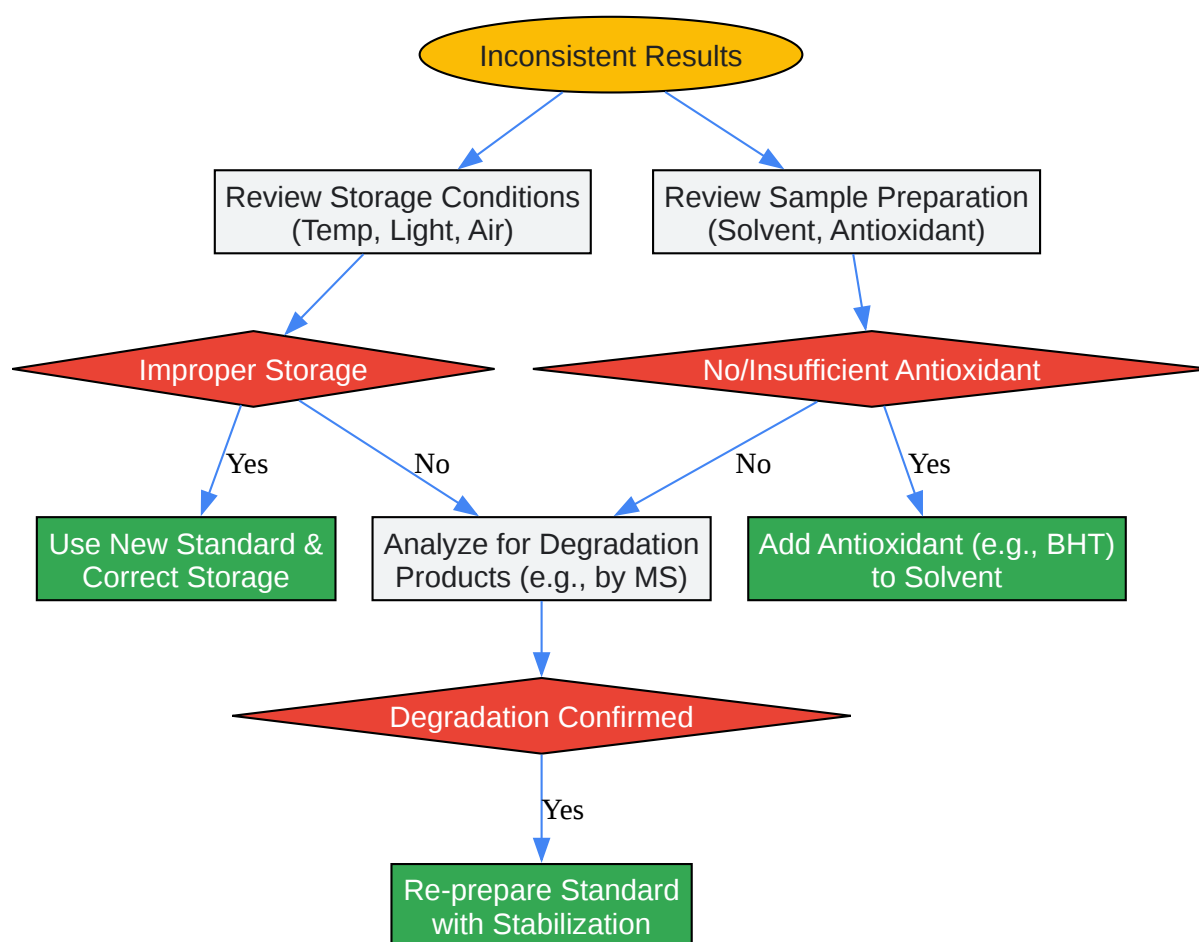 Inconsistent Results
Review Storage Conditions
(Temp, Light, Air)
Review Sample Preparation
(Solvent, Antioxidant)
Improper Storage
No/Insufficient Antioxidant
Yes
No
No
Yes
Use New Standard &
Correct Storage
Analyze for Degradation
Products (e.g., by MS)
Add Antioxidant (e.g., BHT)
to Solvent
Degradation Confirmed
Yes
Re-prepare Standard
with Stabilization